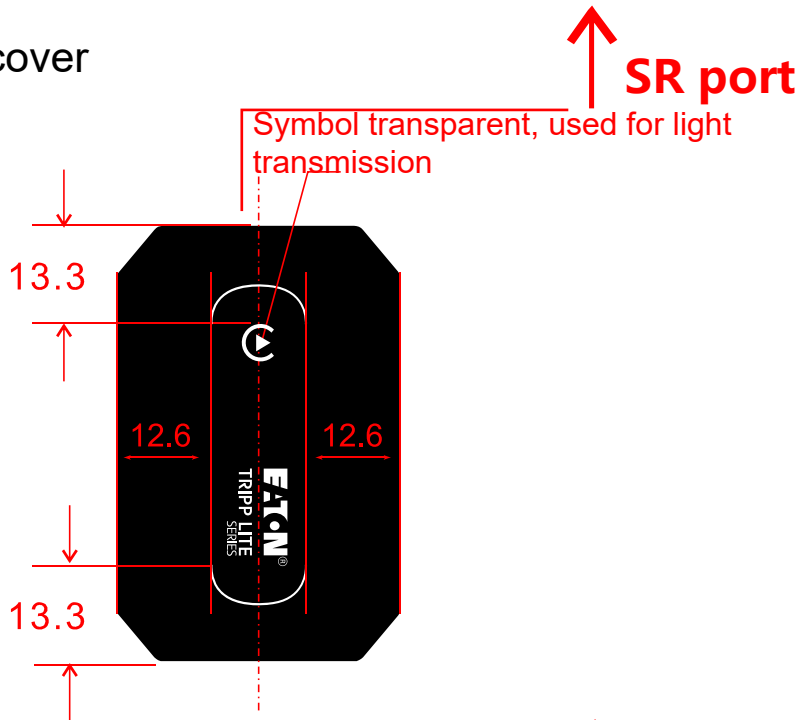 cover
SR port
Symbol transparent, used for light
transmission
13.3
12.6
12.6
EATON®
TRIPP LITE
SERIES
13.3